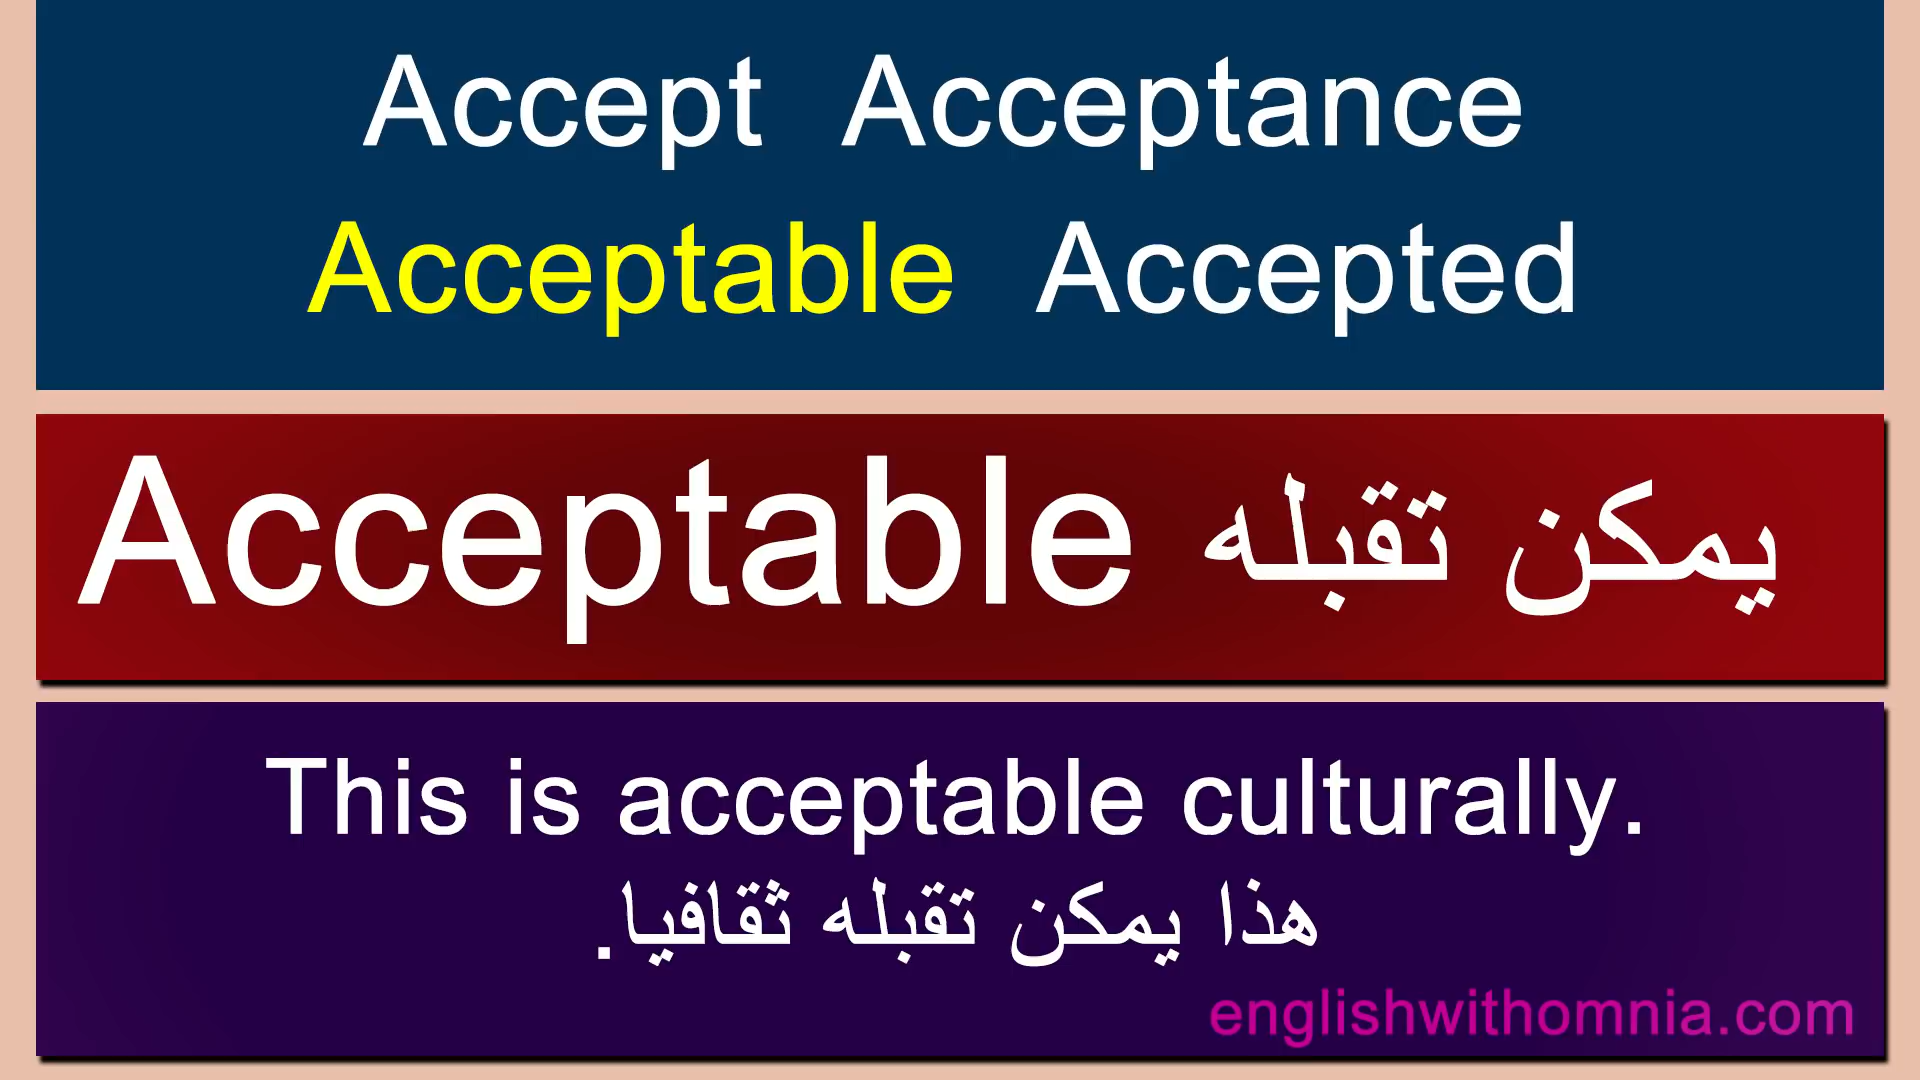 Accept Acceptance
Acceptable Accepted
Acceptable يمكن تقبله
This is acceptable culturally.
هذا يمكن تقبله ثقافيا.
englishwithomnia.com